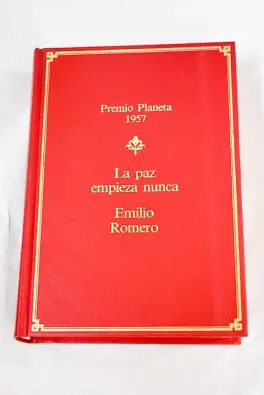 Premio Planeta
1957
La paz
empieza nunca
Emilio
Romero